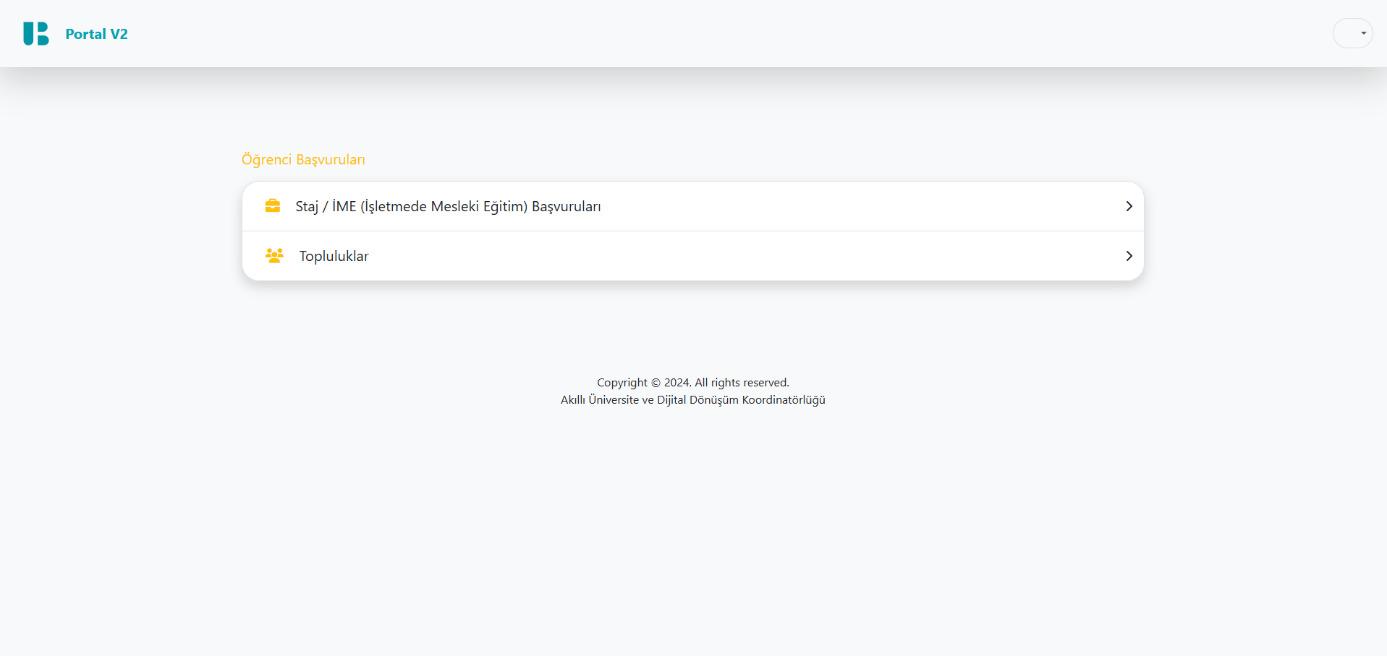 Portal V2
Öğrenci Başvuruları
Staj / İME (İşletmede Mesleki Eğitim) Başvuruları
Topluluklar
Copyright © 2024. All rights reserved.
Akıllı Üniversite ve Dijital Dönüşüm Koordinatörlüğü